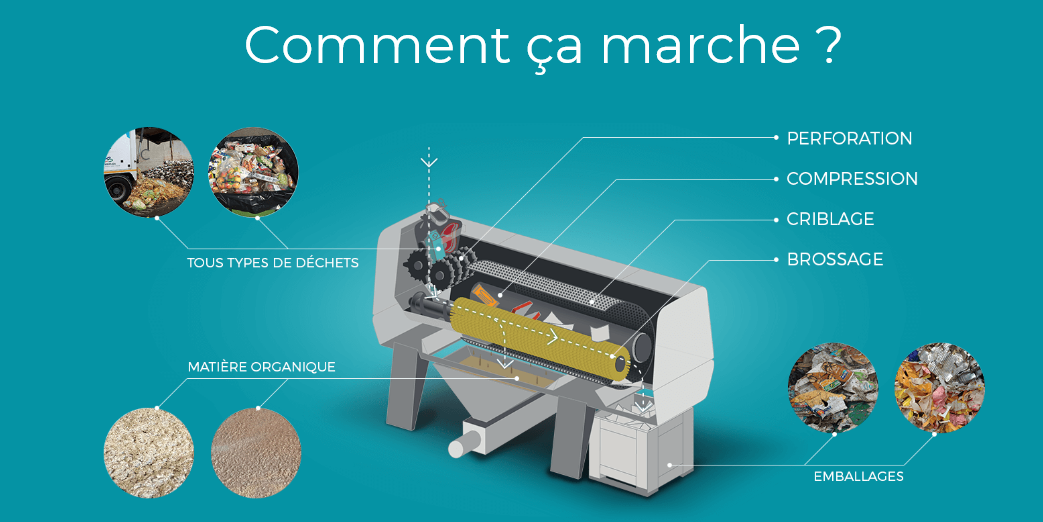 Comment ça marche ?
PERFORATION
COMPRESSION
CRIBLAGE
BROSSAGE
TOUS TYPES DE DÉCHETS
MATIÈRE ORGANIQUE
EMBALLAGES